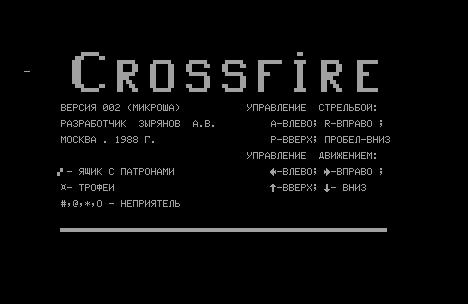 CROSSFIRE
ВЕРСИЯ 002 (МИКРОША)
РАЗРАБОТЧИК ЗЫРЯНОВ А.В.
МОСКВА . 1988 Г.
УПРАВЛЕНИЕ СТРЕЛЬБОЙ:
A-ВЛЕВО; R-ВПРАВО ;
P-ВВЕРХ; ПРОБЕЛ-ВНИЗ
УПРАВЛЕНИЕ ДВИЖЕНИЕМ:
←-ВЛЕВО; →-ВПРАВО ;
↑-ВВЕРХ; ↓- ВНИЗ
▞- ЯЩИК С ПАТРОНАМИ
¤- ТРОФЕИ
#,@,*,O - НЕПРИЯТЕЛЬ